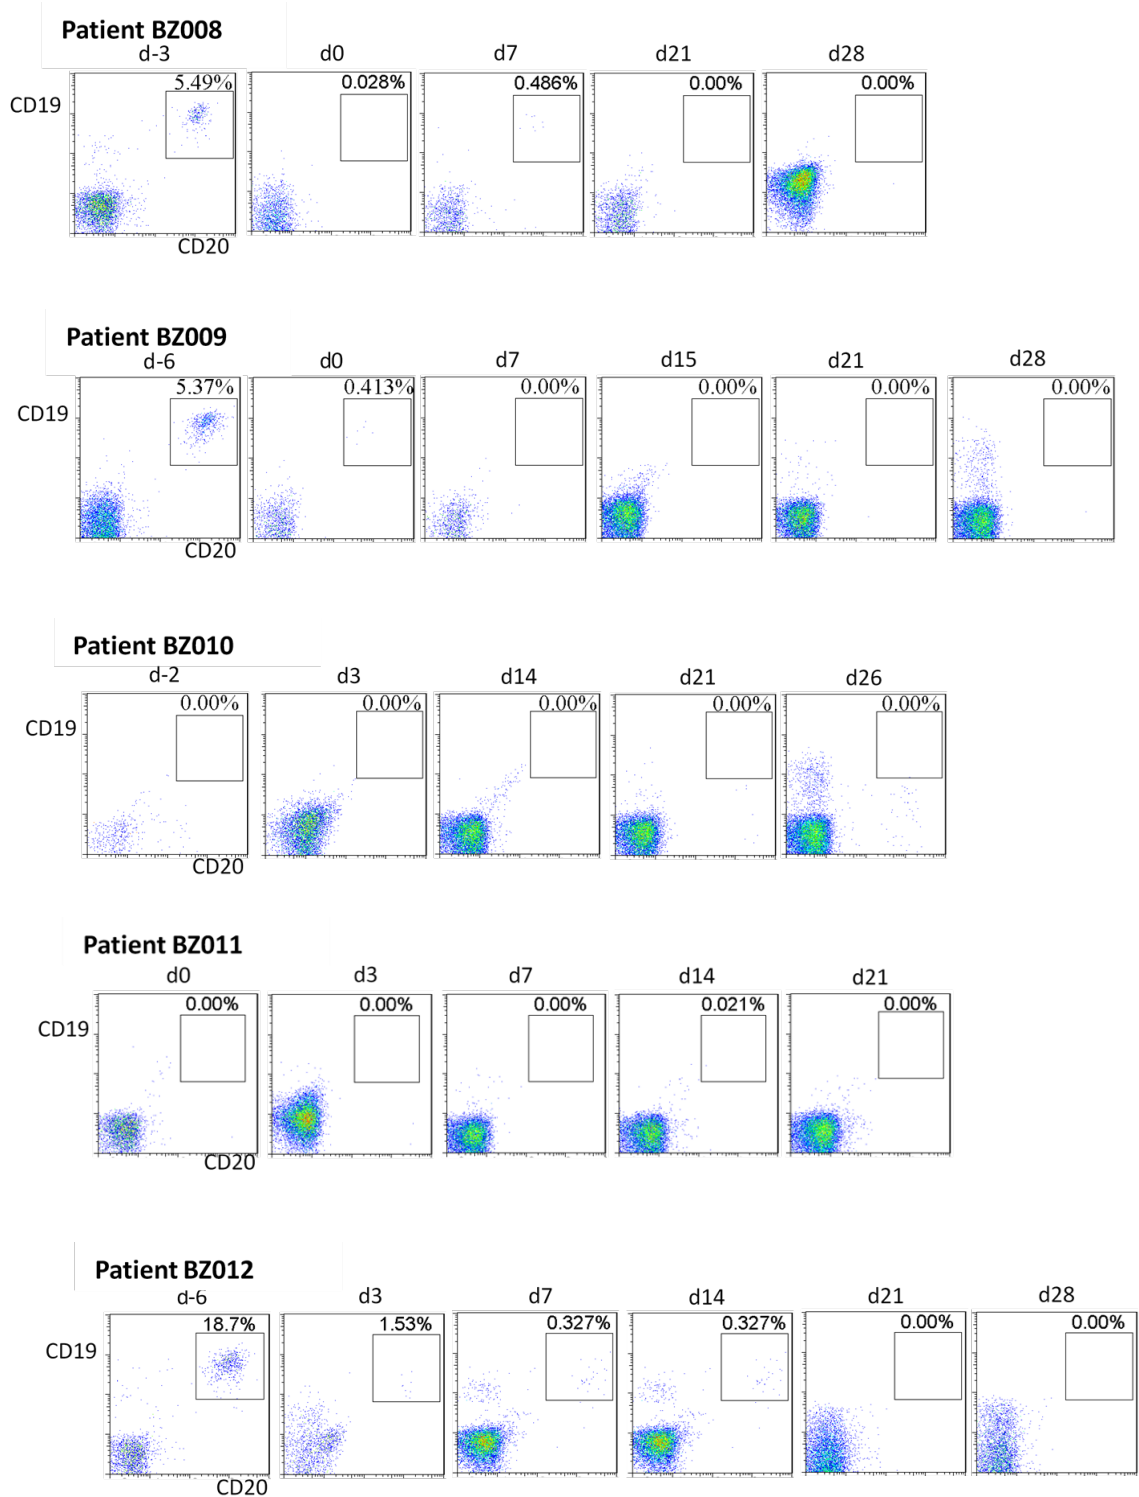 Patient BZ008
d-3 d0 d7 d21 d28
5.49% 0.028% 0.486% 0.00% 0.00%
CD19
CD20
Patient BZ009
d-6 d0 d7 d15 d21 d28
5.37% 0.413% 0.00% 0.00% 0.00% 0.00%
CD19
CD20
Patient BZ010
d-2 d3 d14 d21 d26
0.00% 0.00% 0.00% 0.00% 0.00%
CD19
CD20
Patient BZ011
d0 d3 d7 d14 d21
0.00% 0.00% 0.00% 0.021% 0.00%
CD19
CD20
Patient BZ012
d-6 d3 d7 d14 d21 d28
18.7% 1.53% 0.327% 0.327% 0.00% 0.00%
CD19
CD20